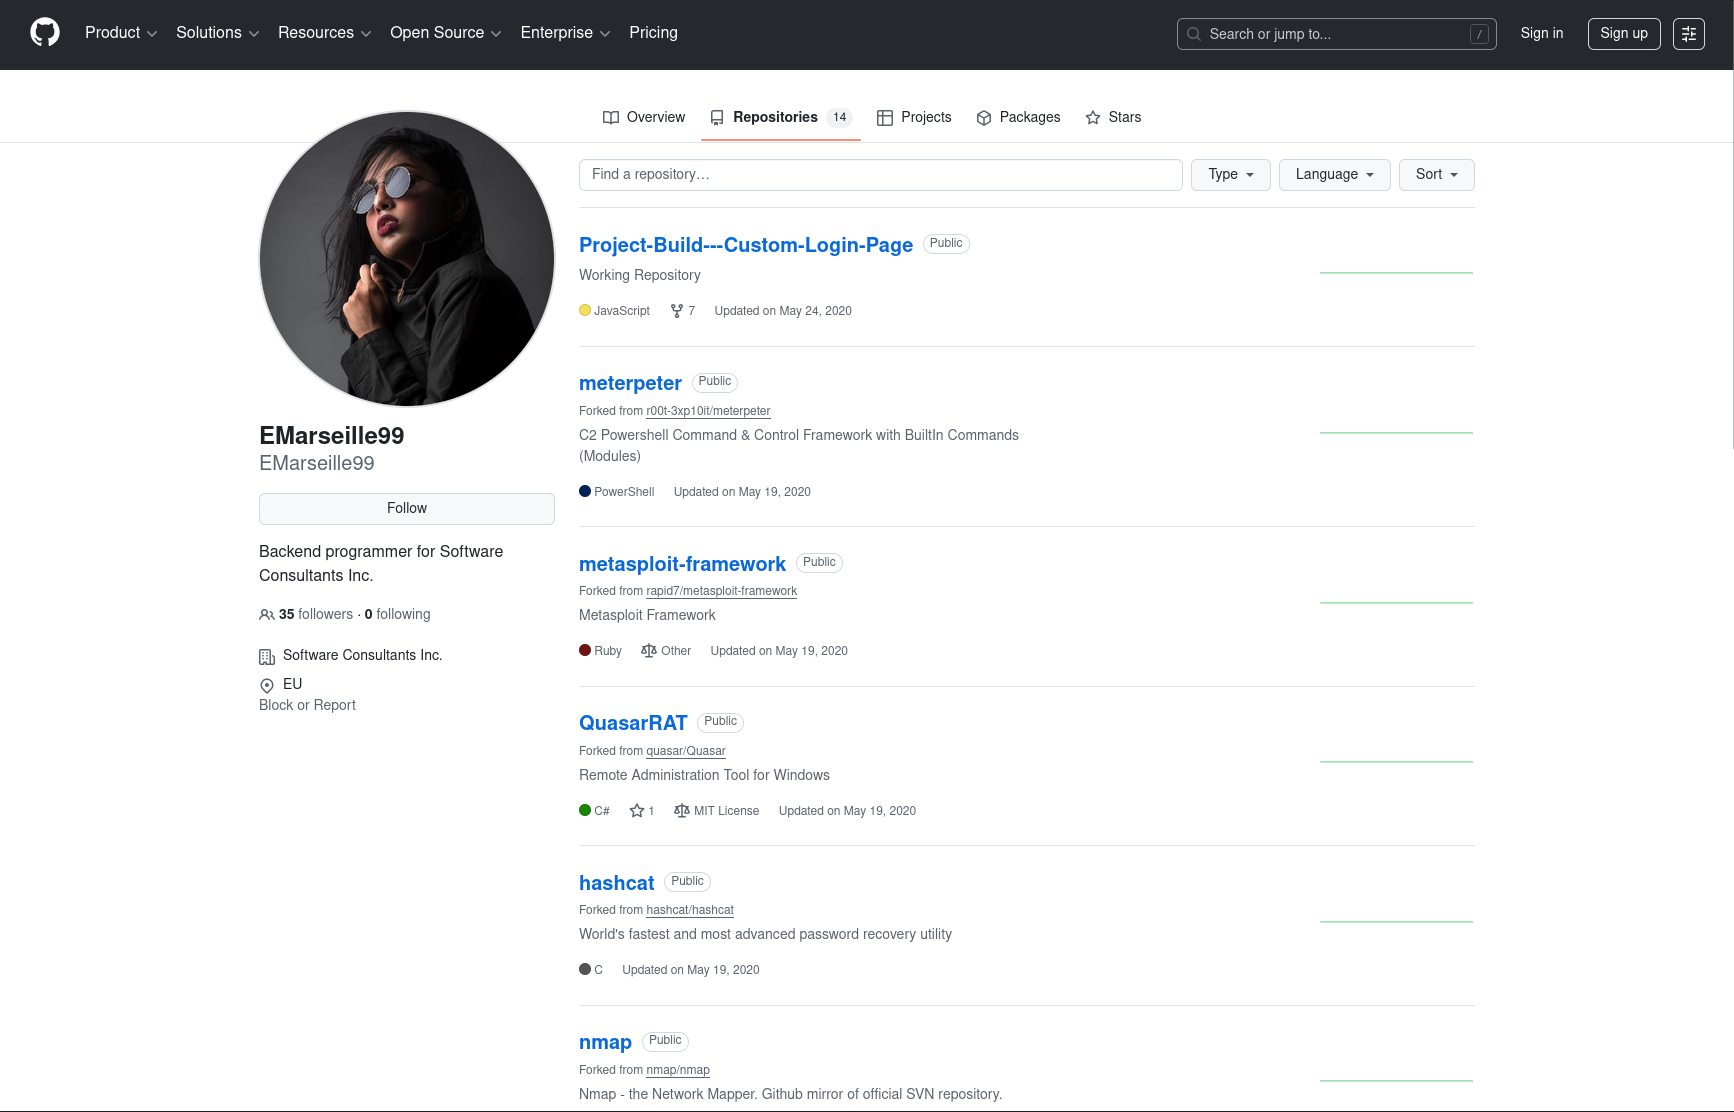 Product Solutions Resources Open Source Enterprise Pricing Search or jump to... / Sign in Sign up
Overview Repositories 14 Projects Packages Stars
Find a repository… Type Language Sort
EMarseille99
EMarseille99
Follow
Backend programmer for Software
Consultants Inc.
35 followers · 0 following
Software Consultants Inc.
EU
Block or Report
Project-Build---Custom-Login-Page Public
Working Repository
JavaScript 7 Updated on May 24, 2020
meterpeter Public
Forked from r00t-3xp10it/meterpeter
C2 Powershell Command & Control Framework with BuiltIn Commands
(Modules)
PowerShell Updated on May 19, 2020
metasploit-framework Public
Forked from rapid7/metasploit-framework
Metasploit Framework
Ruby Other Updated on May 19, 2020
QuasarRAT Public
Forked from quasar/Quasar
Remote Administration Tool for Windows
C# 1 MIT License Updated on May 19, 2020
hashcat Public
Forked from hashcat/hashcat
World's fastest and most advanced password recovery utility
C Updated on May 19, 2020
nmap Public
Forked from nmap/nmap
Nmap - the Network Mapper. Github mirror of official SVN repository.